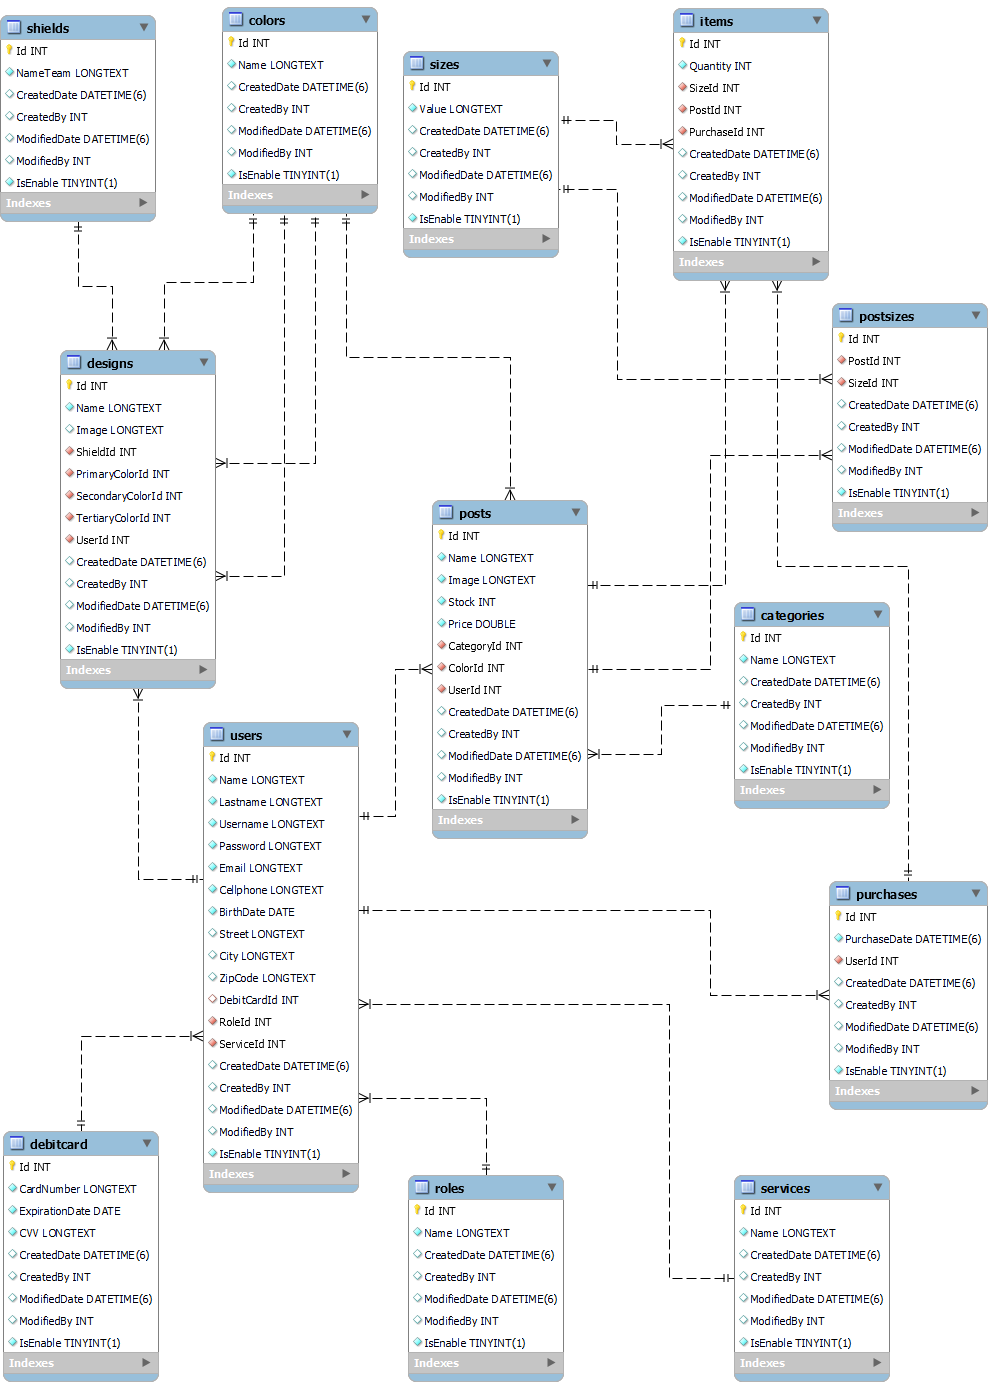 shields
Id INT
NameTeam LONGTEXT
CreatedDate DATETIME(6)
CreatedBy INT
ModifiedDate DATETIME(6)
ModifiedBy INT
IsEnable TINYINT(1)
Indexes
colors
Id INT
Name LONGTEXT
CreatedDate DATETIME(6)
CreatedBy INT
ModifiedDate DATETIME(6)
ModifiedBy INT
IsEnable TINYINT(1)
Indexes
sizes
Id INT
Value LONGTEXT
CreatedDate DATETIME(6)
CreatedBy INT
ModifiedDate DATETIME(6)
ModifiedBy INT
IsEnable TINYINT(1)
Indexes
items
Id INT
Quantity INT
SizeId INT
PostId INT
PurchaseId INT
CreatedDate DATETIME(6)
CreatedBy INT
ModifiedDate DATETIME(6)
ModifiedBy INT
IsEnable TINYINT(1)
Indexes
postsizes
Id INT
PostId INT
SizeId INT
CreatedDate DATETIME(6)
CreatedBy INT
ModifiedDate DATETIME(6)
ModifiedBy INT
IsEnable TINYINT(1)
Indexes
designs
Id INT
Name LONGTEXT
Image LONGTEXT
ShieldId INT
PrimaryColorId INT
SecondaryColorId INT
TertiaryColorId INT
UserId INT
CreatedDate DATETIME(6)
CreatedBy INT
ModifiedDate DATETIME(6)
ModifiedBy INT
IsEnable TINYINT(1)
Indexes
posts
Id INT
Name LONGTEXT
Image LONGTEXT
Stock INT
Price DOUBLE
CategoryId INT
ColorId INT
UserId INT
CreatedDate DATETIME(6)
CreatedBy INT
ModifiedDate DATETIME(6)
ModifiedBy INT
IsEnable TINYINT(1)
Indexes
categories
Id INT
Name LONGTEXT
CreatedDate DATETIME(6)
CreatedBy INT
ModifiedDate DATETIME(6)
ModifiedBy INT
IsEnable TINYINT(1)
Indexes
users
Id INT
Name LONGTEXT
Lastname LONGTEXT
Username LONGTEXT
Password LONGTEXT
Email LONGTEXT
Cellphone LONGTEXT
BirthDate DATE
Street LONGTEXT
City LONGTEXT
ZipCode LONGTEXT
DebitCardId INT
RoleId INT
ServiceId INT
CreatedDate DATETIME(6)
CreatedBy INT
ModifiedDate DATETIME(6)
ModifiedBy INT
IsEnable TINYINT(1)
Indexes
purchases
Id INT
PurchaseDate DATETIME(6)
UserId INT
CreatedDate DATETIME(6)
CreatedBy INT
ModifiedDate DATETIME(6)
ModifiedBy INT
IsEnable TINYINT(1)
Indexes
debitcard
Id INT
CardNumber LONGTEXT
ExpirationDate DATE
CVV LONGTEXT
CreatedDate DATETIME(6)
CreatedBy INT
ModifiedDate DATETIME(6)
ModifiedBy INT
IsEnable TINYINT(1)
Indexes
roles
Id INT
Name LONGTEXT
CreatedDate DATETIME(6)
CreatedBy INT
ModifiedDate DATETIME(6)
ModifiedBy INT
IsEnable TINYINT(1)
Indexes
services
Id INT
Name LONGTEXT
CreatedDate DATETIME(6)
CreatedBy INT
ModifiedDate DATETIME(6)
ModifiedBy INT
IsEnable TINYINT(1)
Indexes